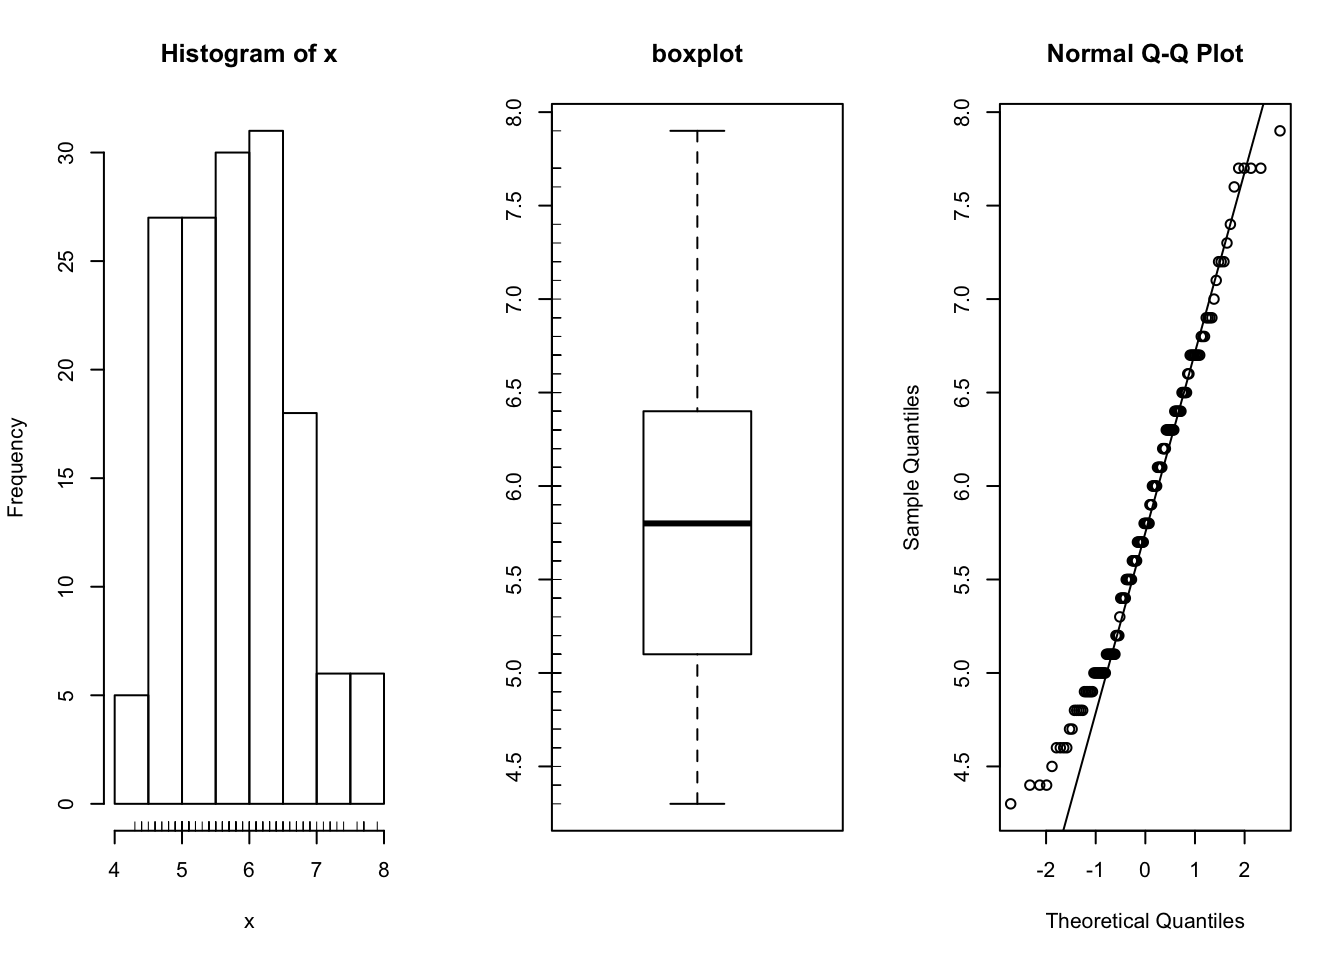 Histogram of x
Frequency
0 5 10 15 20 25 30
4 5 6 7 8
x
boxplot
4.5 5.0 5.5 6.0 6.5 7.0 7.5 8.0
Normal Q-Q Plot
Sample Quantiles
4.5 5.0 5.5 6.0 6.5 7.0 7.5 8.0
-2 -1 0 1 2
Theoretical Quantiles